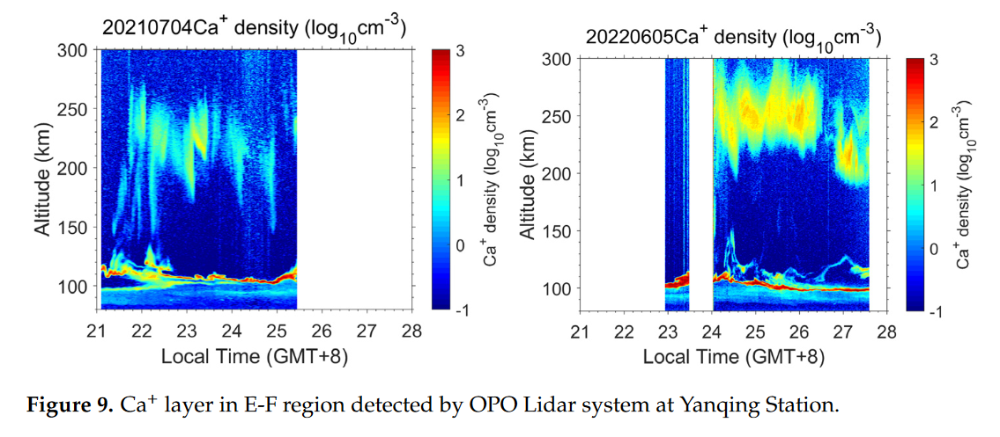 20210704Ca+ density (log10cm-3)
300
250
200
150
100
Altitude (km)
21 22 23 24 25 26 27 28
Local Time (GMT+8)
3
2
1
0
-1
Ca+ density (log10cm-3)
20220605Ca+ density (log10cm-3)
300
250
200
150
100
Altitude (km)
21 22 23 24 25 26 27 28
Local Time (GMT+8)
3
2
1
0
-1
Ca+ density (log10cm-3)
Figure 9. Ca+ layer in E-F region detected by OPO Lidar system at Yanqing Station.